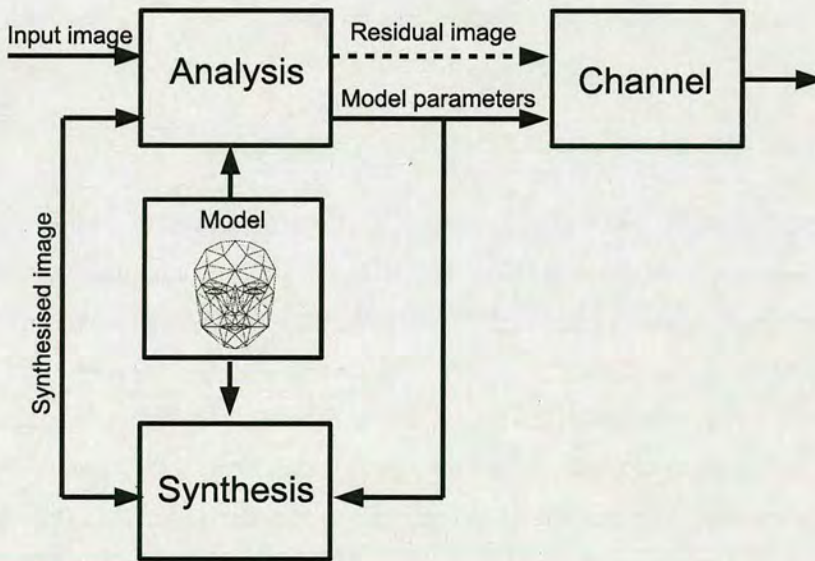 Input image
Analysis
Residual image
Model parameters
Channel
Model
Synthesised image
Synthesis